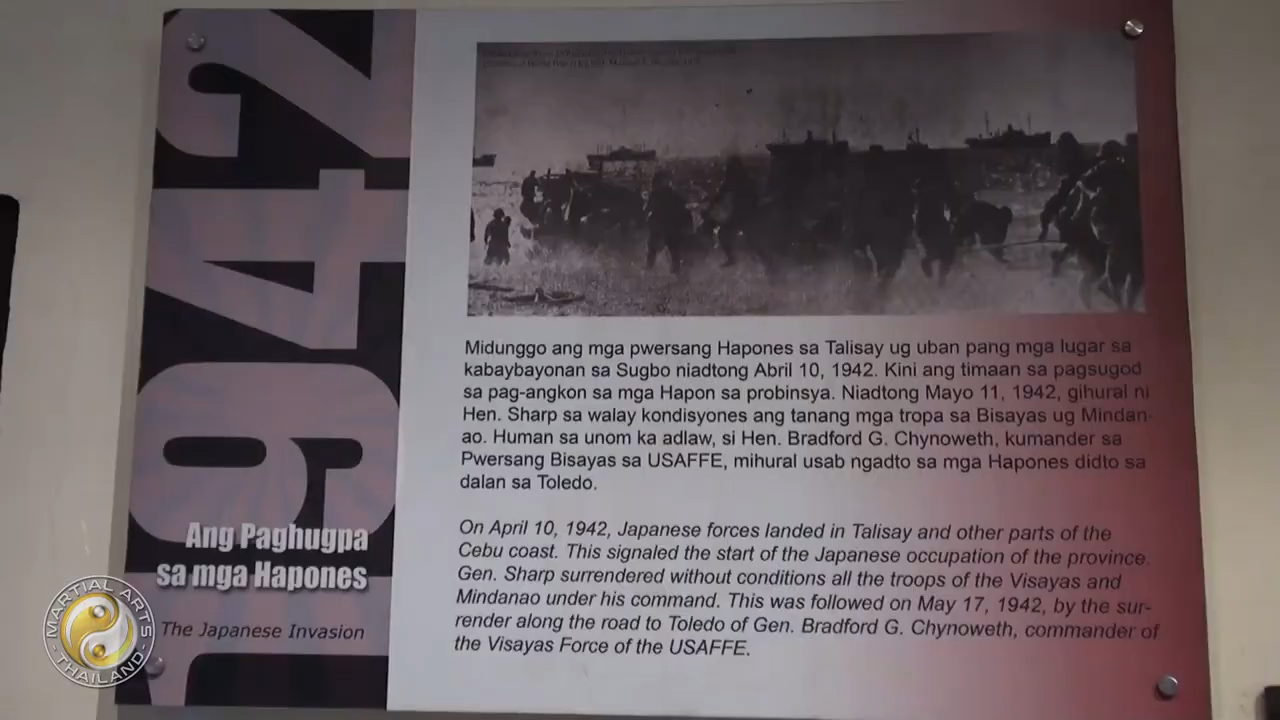 1942
Ang Paghugpa
sa mga Hapones
The Japanese Invasion
Midunggo ang mga pwersang Hapones sa Talisay ug uban pang mga lugar sa
kabaybayonan sa Sugbo niadtong Abril 10, 1942. Kini ang timaan sa pagsugod
sa pag-angkon sa mga Hapon sa probinsya. Niadtong Mayo 11, 1942, gihural ni
Hen. Sharp sa walay kondisyones ang tanang mga tropa sa Bisayas ug Mindan-
ao. Human sa unom ka adlaw, si Hen. Bradford G. Chynoweth, kumander sa
Pwersang Bisayas sa USAFFE, mihural usab ngadto sa mga Hapones didto sa
dalan sa Toledo.
On April 10, 1942, Japanese forces landed in Talisay and other parts of the
Cebu coast. This signaled the start of the Japanese occupation of the province.
Gen. Sharp surrendered without conditions all the troops of the Visayas and
Mindanao under his command. This was followed on May 17, 1942, by the sur-
render along the road to Toledo of Gen. Bradford G. Chynoweth, commander of
the Visayas Force of the USAFFE.
MARTIAL ARTS
- THAILAND -